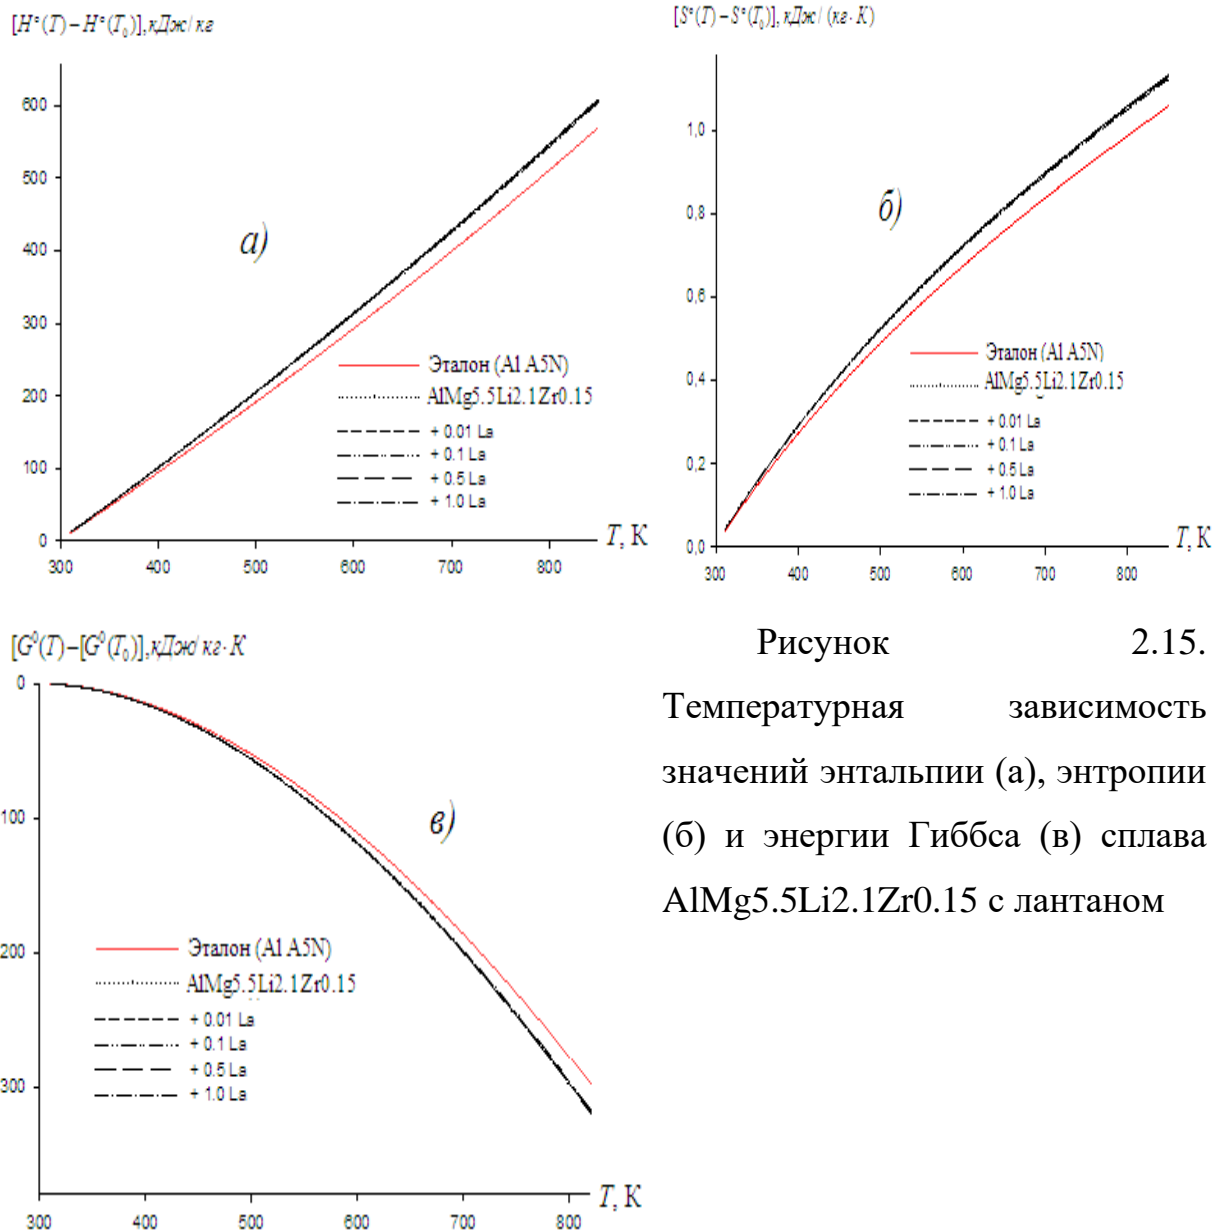 [H°(T)−H°(T₀)], кДж/кг
600
500
400
300
200
100
0
300 400 500 600 700 800
T, К
а)
Эталон (Al A5N)
AlMg5.5Li2.1Zr0.15
+ 0.01 La
+ 0.1 La
+ 0.5 La
+ 1.0 La
[S°(T)−S°(T₀)], кДж/(кг·К)
1,0
0,8
0,6
0,4
0,2
0,0
300 400 500 600 700 800
T, К
б)
Эталон (Al A5N)
AlMg5.5Li2.1Zr0.15
+ 0.01 La
+ 0.1 La
+ 0.5 La
+ 1.0 La
[G⁰(T)−[G⁰(T₀)], кДж/кг·К
0
100
200
300
300 400 500 600 700 800
T, К
в)
Эталон (Al A5N)
AlMg5.5Li2.1Zr0.15
+ 0.01 La
+ 0.1 La
+ 0.5 La
+ 1.0 La
Рисунок 2.15.
Температурная зависимость
значений энтальпии (а), энтропии
(б) и энергии Гиббса (в) сплава
AlMg5.5Li2.1Zr0.15 с лантаном